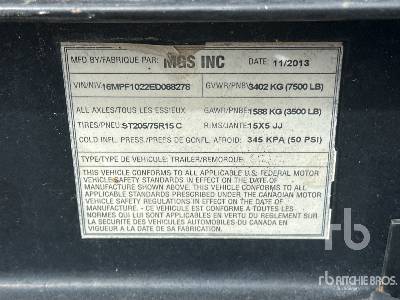 MFD BY/FABRIQUE PAR: MGS INC DATE: 11/2013
VIN/NIV 16MPF1022ED068278 GVWR/PNBV 3402 KG (7500 LB)
ALL AXLES/TOUS LES ESSIEUX GAWR/PNBE 1588 KG (3500 LB)
TIRES/PNEU ST205/75R15 C RIMS/JANTE 15X5 JJ
COLD INFL. PRESS/PRESS DE GONFL. AFROID: 345 KPA (50 PSI)
TYPE/TYPE DE VEHICULE: TRAILER/REMORQUE
THIS VEHICLE CONFORMS TO ALL APPLICABLE U.S. FEDERAL MOTOR
VEHICLE SAFETY STANDARDS IN EFFECT ON THE DATE OF
MANUFACTURE SHOWN ABOVE. THIS VEHICLE CONFORMS TO ALL
APPLICABLE STANDARDS PRESCRIBED UNDER THE CANADIAN MOTOR
VEHICLE SAFETY REGULATIONS IN EFFECT ON THE DATE OF
MANUFACTURE / CE VEHICULE EST CONFORME A TOUTES LES
NORMES QUI LUI SONT APPLICABLES EN VERTU DU REGLEMENT SUR
LA SECURITE DES VEHICULES AUTOMOBILES DU CANADA EN
VIGUEUR A LA DATE DE SA FABRICATION.
rb
rb RITCHIE BROS.